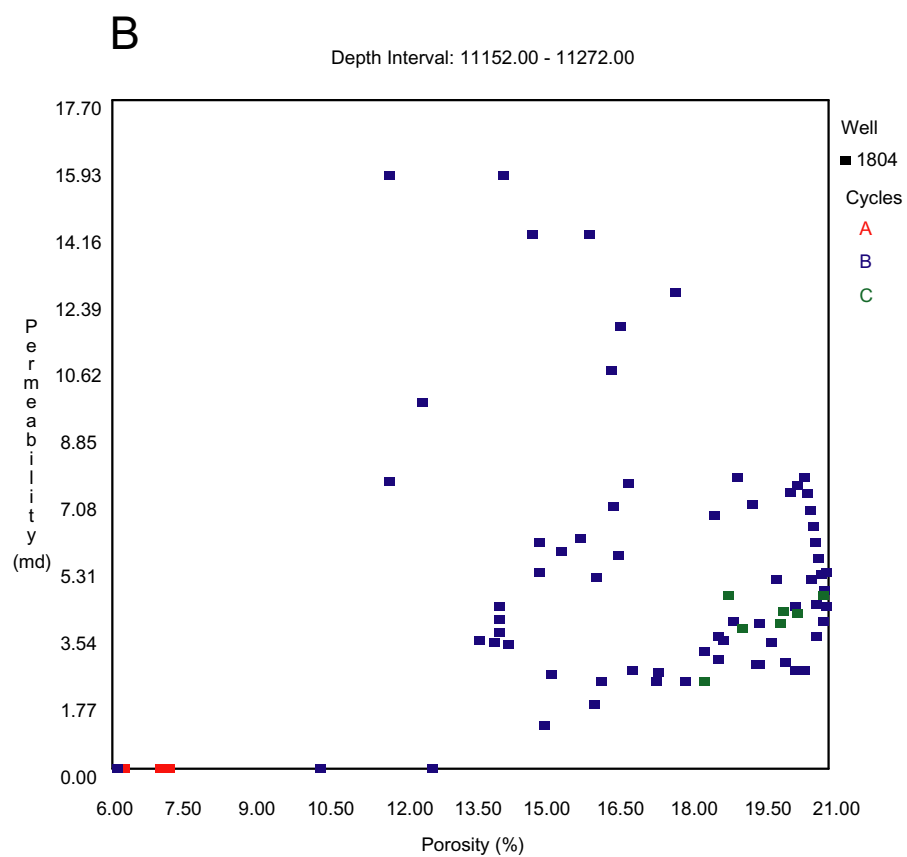 B
Depth Interval: 11152.00 - 11272.00
17.70
15.93
14.16
12.39
10.62
8.85
7.08
5.31
3.54
1.77
0.00
Permeability
(md)
6.00 7.50 9.00 10.50 12.00 13.50 15.00 16.50 18.00 19.50 21.00
Porosity (%)
Well
1804
Cycles
A
B
C